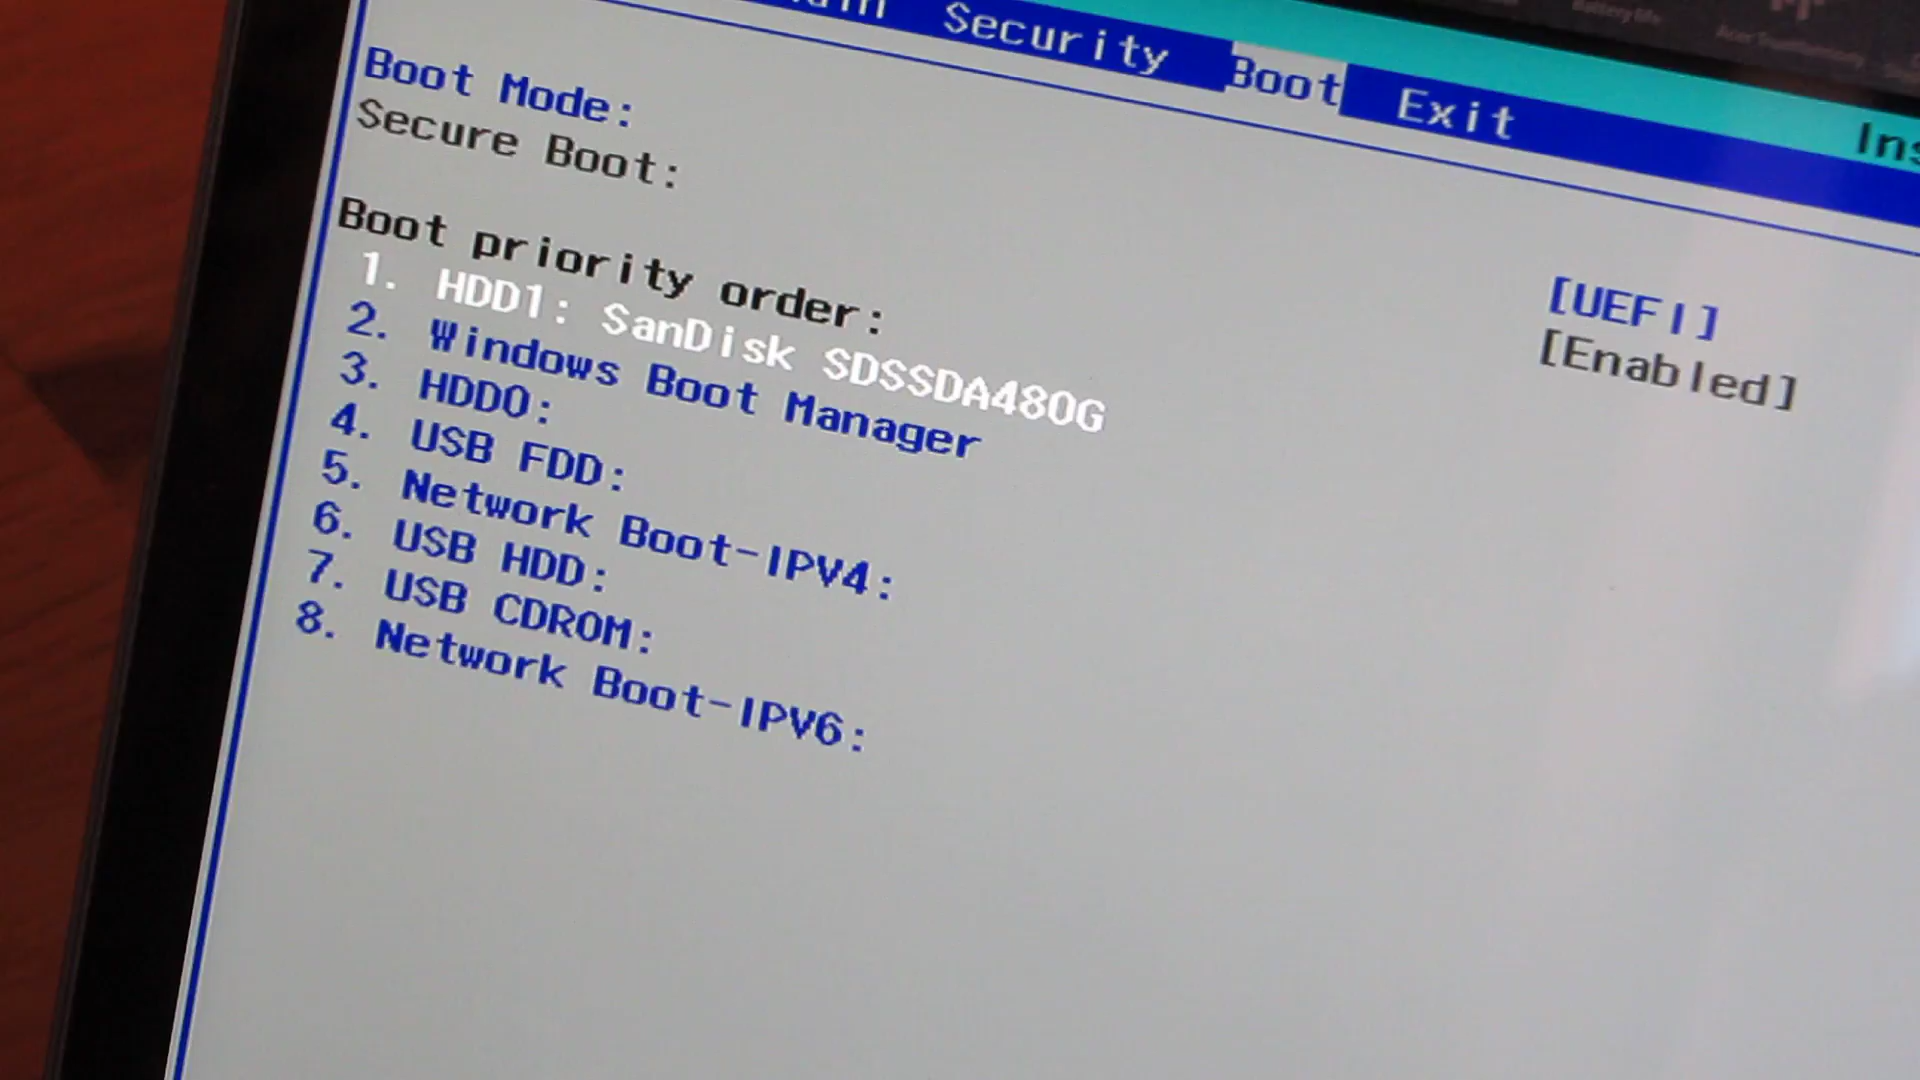 Security Boot Exit
Boot Mode: [UEFI]
Secure Boot: [Enabled]
Boot priority order:
1. HDD1: SanDisk SDSSDA480G
2. Windows Boot Manager
3. HDD0:
4. USB FDD:
5. Network Boot-IPV4:
6. USB HDD:
7. USB CDROM:
8. Network Boot-IPV6: